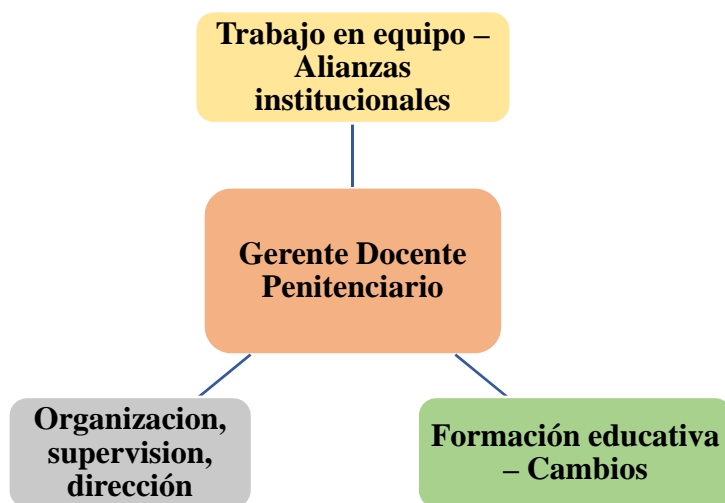 Trabajo en equipo –
Alianzas
institucionales
Gerente Docente
Penitenciario
Organizacion,
supervision,
dirección
Formación educativa
– Cambios